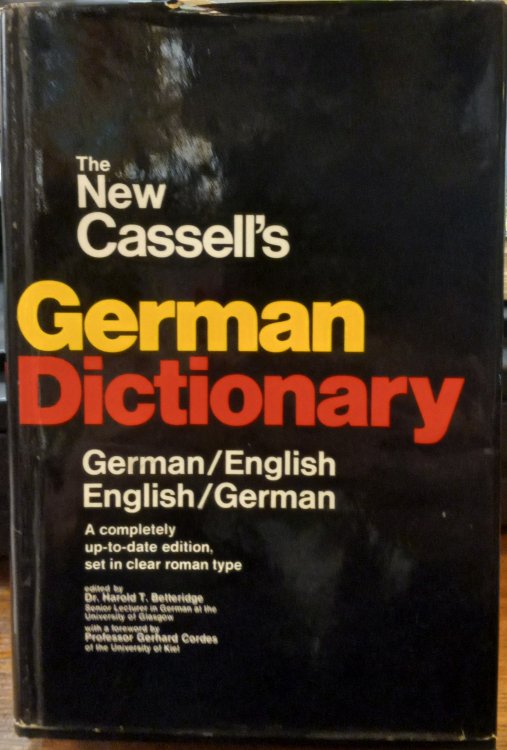 The
New
Cassell's
German
Dictionary
German/English
English/German
A completely
up-to-date edition,
set in clear roman type
edited by
Dr. Harold T. Betteridge
Senior Lecturer in German at the
University of Glasgow
with a foreword by
Professor Gerhard Cordes
of the University of Kiel